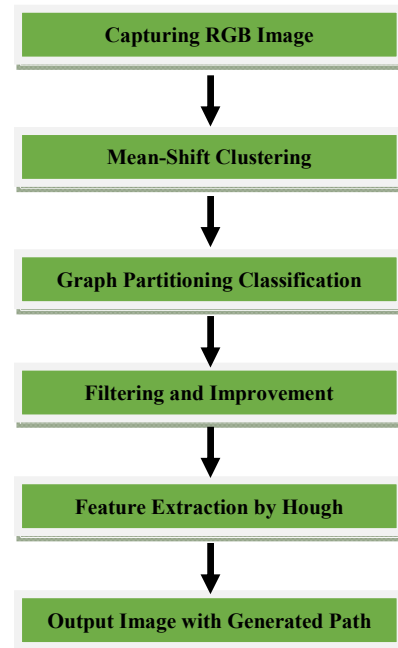 Capturing RGB Image
Mean-Shift Clustering
Graph Partitioning Classification
Filtering and Improvement
Feature Extraction by Hough
Output Image with Generated Path